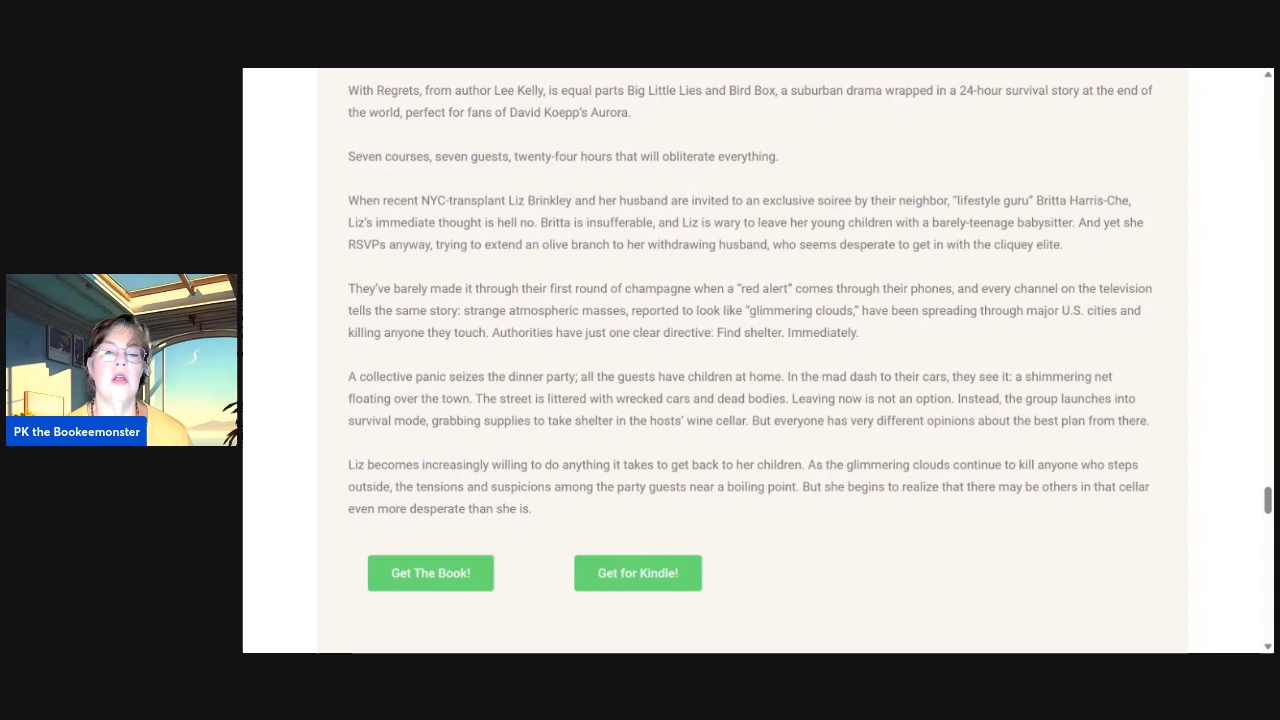 With Regrets, from author Lee Kelly, is equal parts Big Little Lies and Bird Box, a suburban drama wrapped in a 24-hour survival story at the end of
the world, perfect for fans of David Koepp's Aurora.
Seven courses, seven guests, twenty-four hours that will obliterate everything.
When recent NYC-transplant Liz Brinkley and her husband are invited to an exclusive soiree by their neighbor, “lifestyle guru” Britta Harris-Che,
Liz's immediate thought is hell no. Britta is insufferable, and Liz is wary to leave her young children with a barely-teenage babysitter. And yet she
RSVPs anyway, trying to extend an olive branch to her withdrawing husband, who seems desperate to get in with the cliquey elite.
They've barely made it through their first round of champagne when a “red alert” comes through their phones, and every channel on the television
tells the same story: strange atmospheric masses, reported to look like “glimmering clouds,” have been spreading through major U.S. cities and
killing anyone they touch. Authorities have just one clear directive: Find shelter. Immediately.
A collective panic seizes the dinner party; all the guests have children at home. In the mad dash to their cars, they see it: a shimmering net
floating over the town. The street is littered with wrecked cars and dead bodies. Leaving now is not an option. Instead, the group launches into
survival mode, grabbing supplies to take shelter in the hosts' wine cellar. But everyone has very different opinions about the best plan from there.
Liz becomes increasingly willing to do anything it takes to get back to her children. As the glimmering clouds continue to kill anyone who steps
outside, the tensions and suspicions among the party guests near a boiling point. But she begins to realize that there may be others in that cellar
even more desperate than she is.
Get The Book!
Get for Kindle!
PK the Bookeemonster